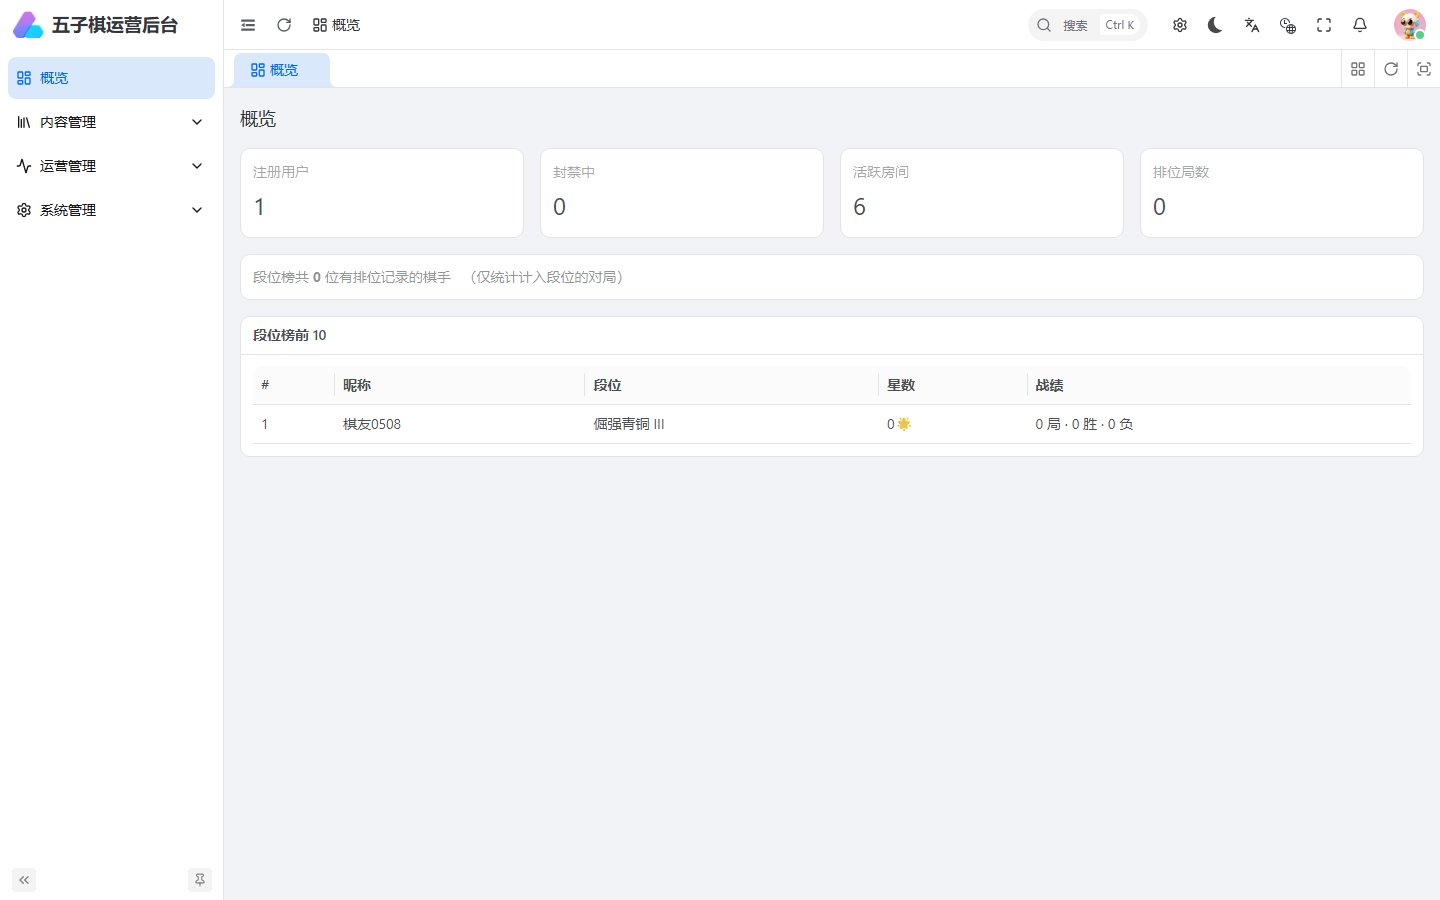 五子棋运营后台
概览
搜索
Ctrl K
概览
内容管理
运营管理
系统管理
概览
概览
注册用户
1
封禁中
0
活跃房间
6
排位局数
0
段位榜共 0 位有排位记录的棋手 （仅统计计入段位的对局）
段位榜前 10
# 昵称 段位 星数 战绩
1 棋友0508 倔强青铜 III 0🌟 0 局 · 0 胜 · 0 负